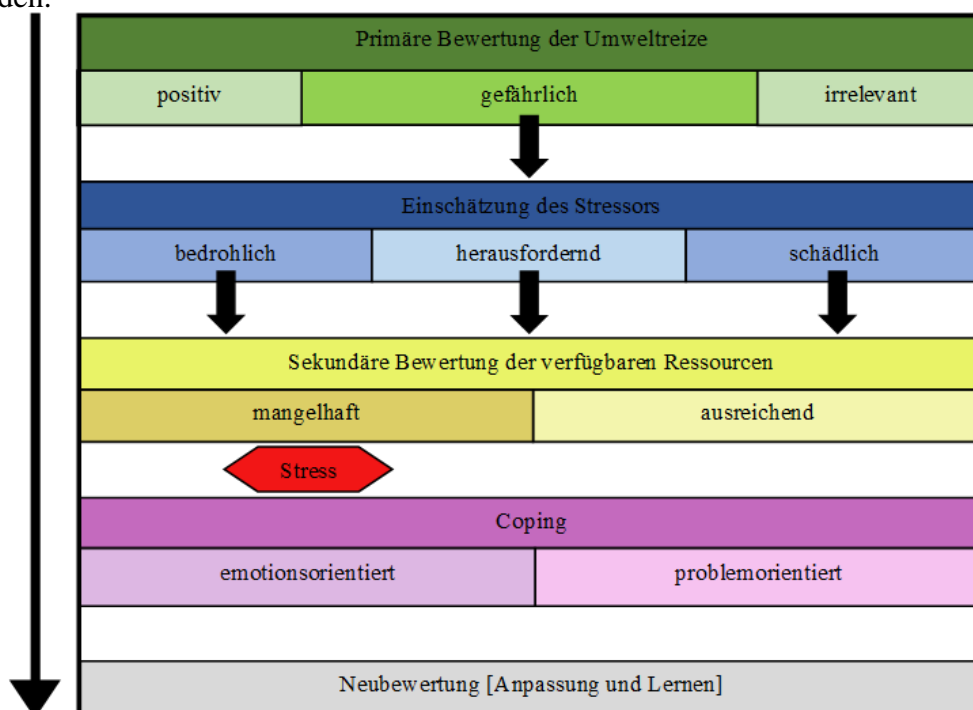 Primäre Bewertung der Umweltreize
positiv gefährlich irrelevant
Einschätzung des Stressors
bedrohlich herausfordernd schädlich
Sekundäre Bewertung der verfügbaren Ressourcen
mangelhaft ausreichend
Stress
Coping
emotionsorientiert problemorientiert
Neubewertung [Anpassung und Lernen]